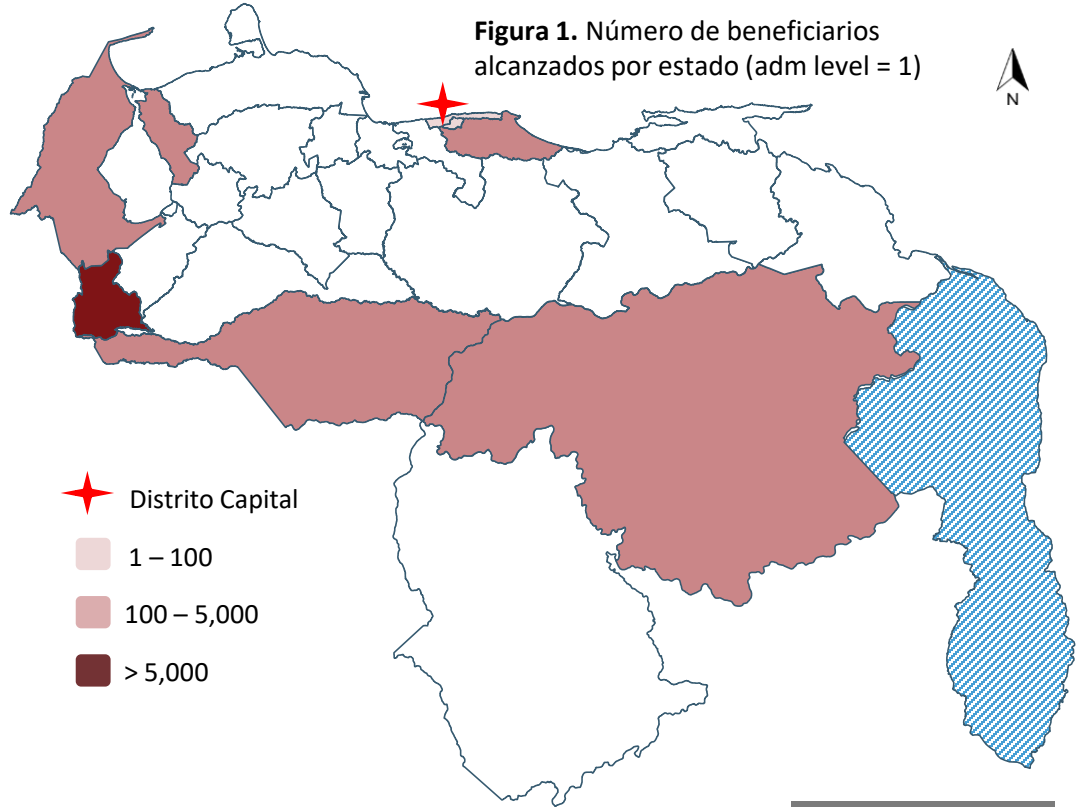 Figura 1. Número de beneficiarios
alcanzados por estado (adm level = 1)
N
Distrito Capital
1 – 100
100 – 5,000
> 5,000